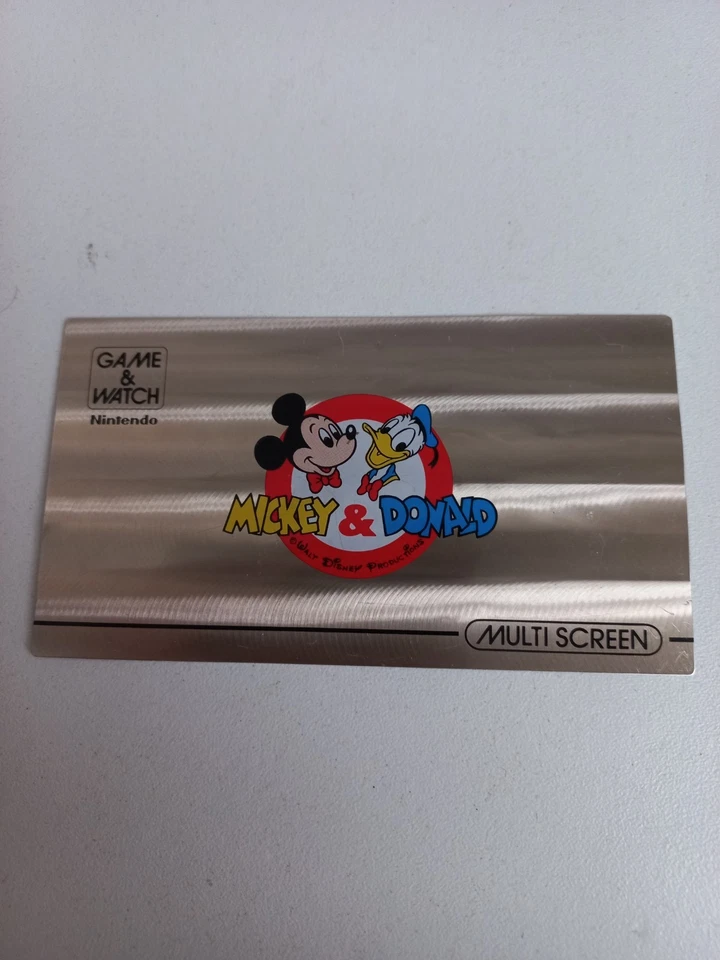 GAME
&
WATCH
Nintendo
MICKEY & DONALD
© WALT DISNEY PRODUCTIONS
MULTI SCREEN